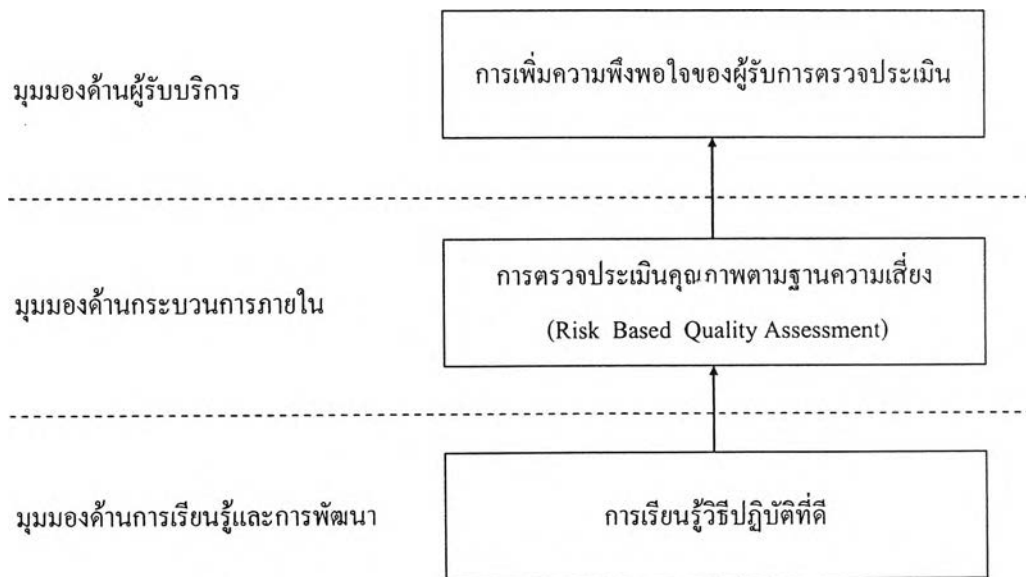 มุมมองด้านผู้รับบริการ
การเพิ่มความพึงพอใจของผู้รับการตรวจประเมิน
มุมมองด้านกระบวนการภายใน
การตรวจประเมินคุณภาพตามฐานความเสี่ยง
(Risk Based Quality Assessment)
มุมมองด้านการเรียนรู้และการพัฒนา
การเรียนรู้วิธีปฏิบัติที่ดี